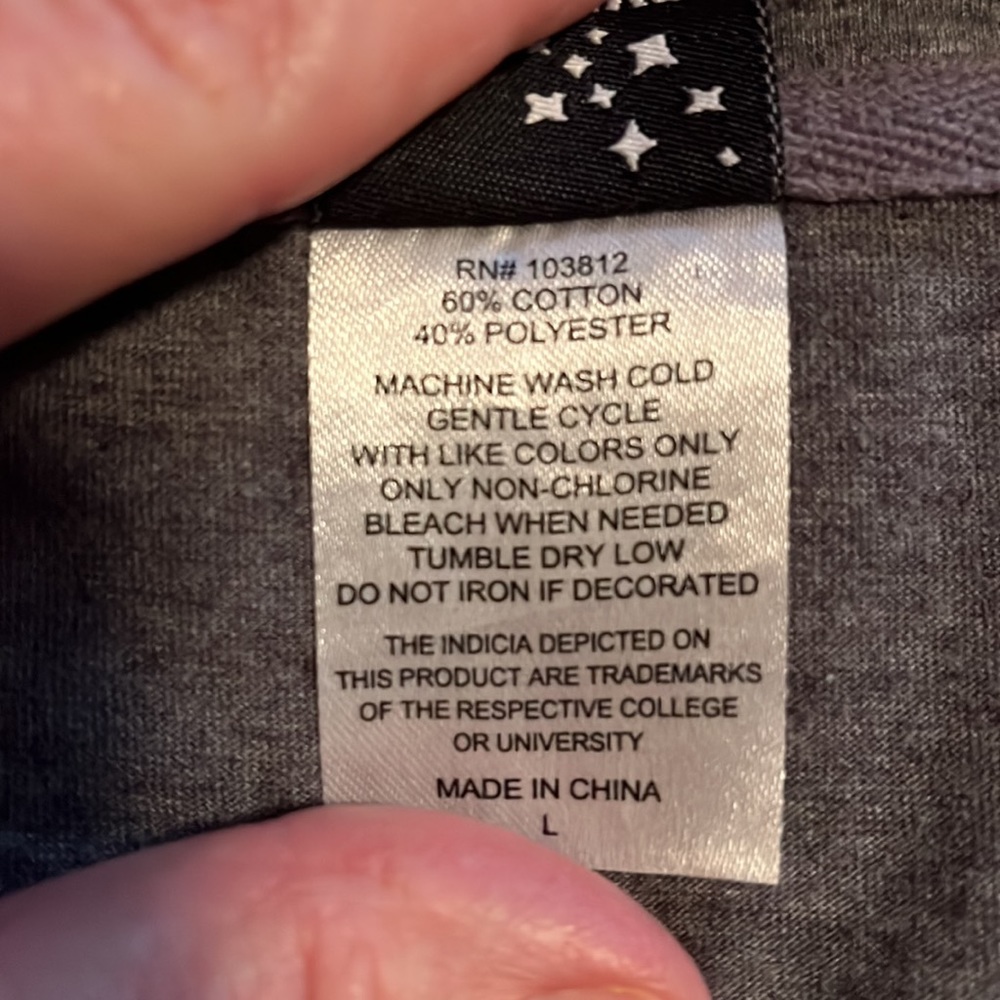 RN# 103812
60% COTTON
40% POLYESTER
MACHINE WASH COLD
GENTLE CYCLE
WITH LIKE COLORS ONLY
ONLY NON-CHLORINE
BLEACH WHEN NEEDED
TUMBLE DRY LOW
DO NOT IRON IF DECORATED
THE INDICIA DEPICTED ON
THIS PRODUCT ARE TRADEMARKS
OF THE RESPECTIVE COLLEGE
OR UNIVERSITY
MADE IN CHINA
L